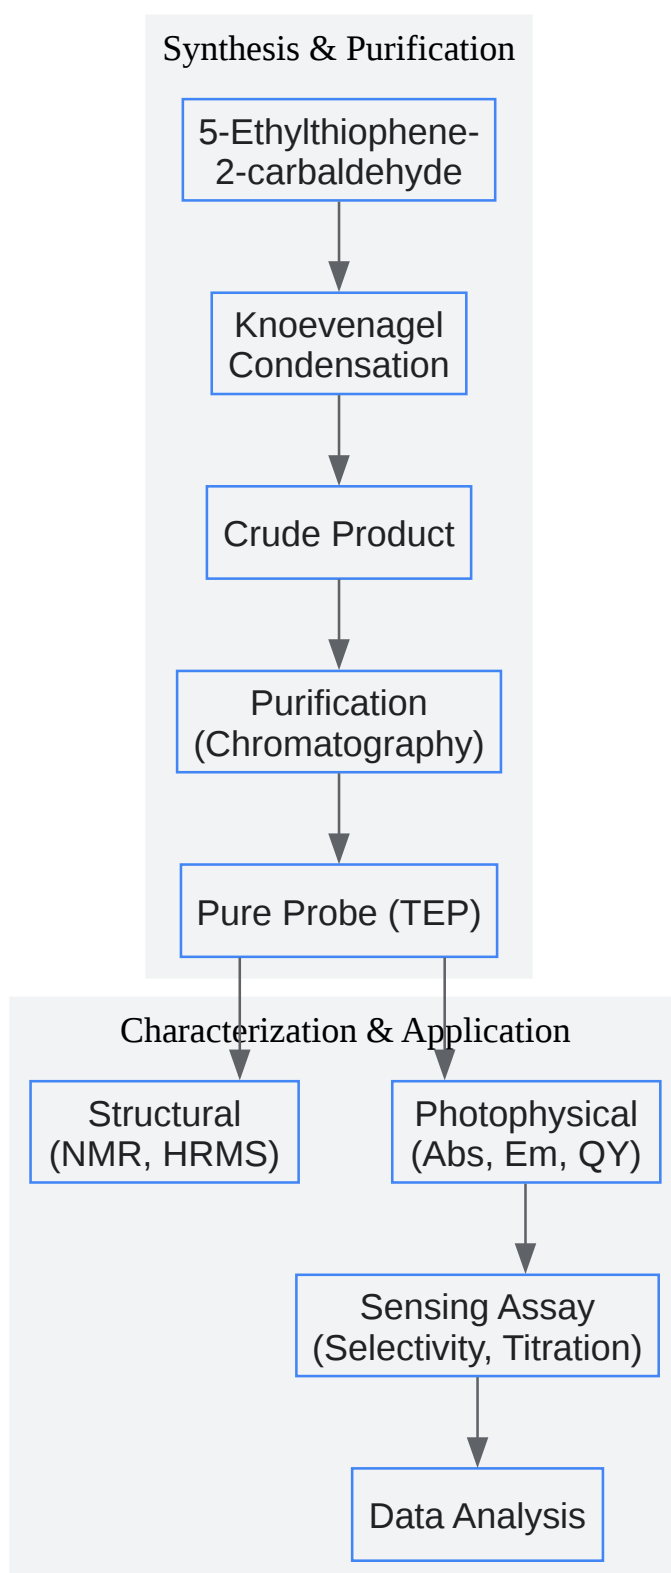 Synthesis & Purification
5-Ethylthiophene-
2-carbaldehyde
Knoevenagel
Condensation
Crude Product
Purification
(Chromatography)
Pure Probe (TEP)
Characterization & Application
Structural
(NMR, HRMS)
Photophysical
(Abs, Em, QY)
Sensing Assay
(Selectivity, Titration)
Data Analysis